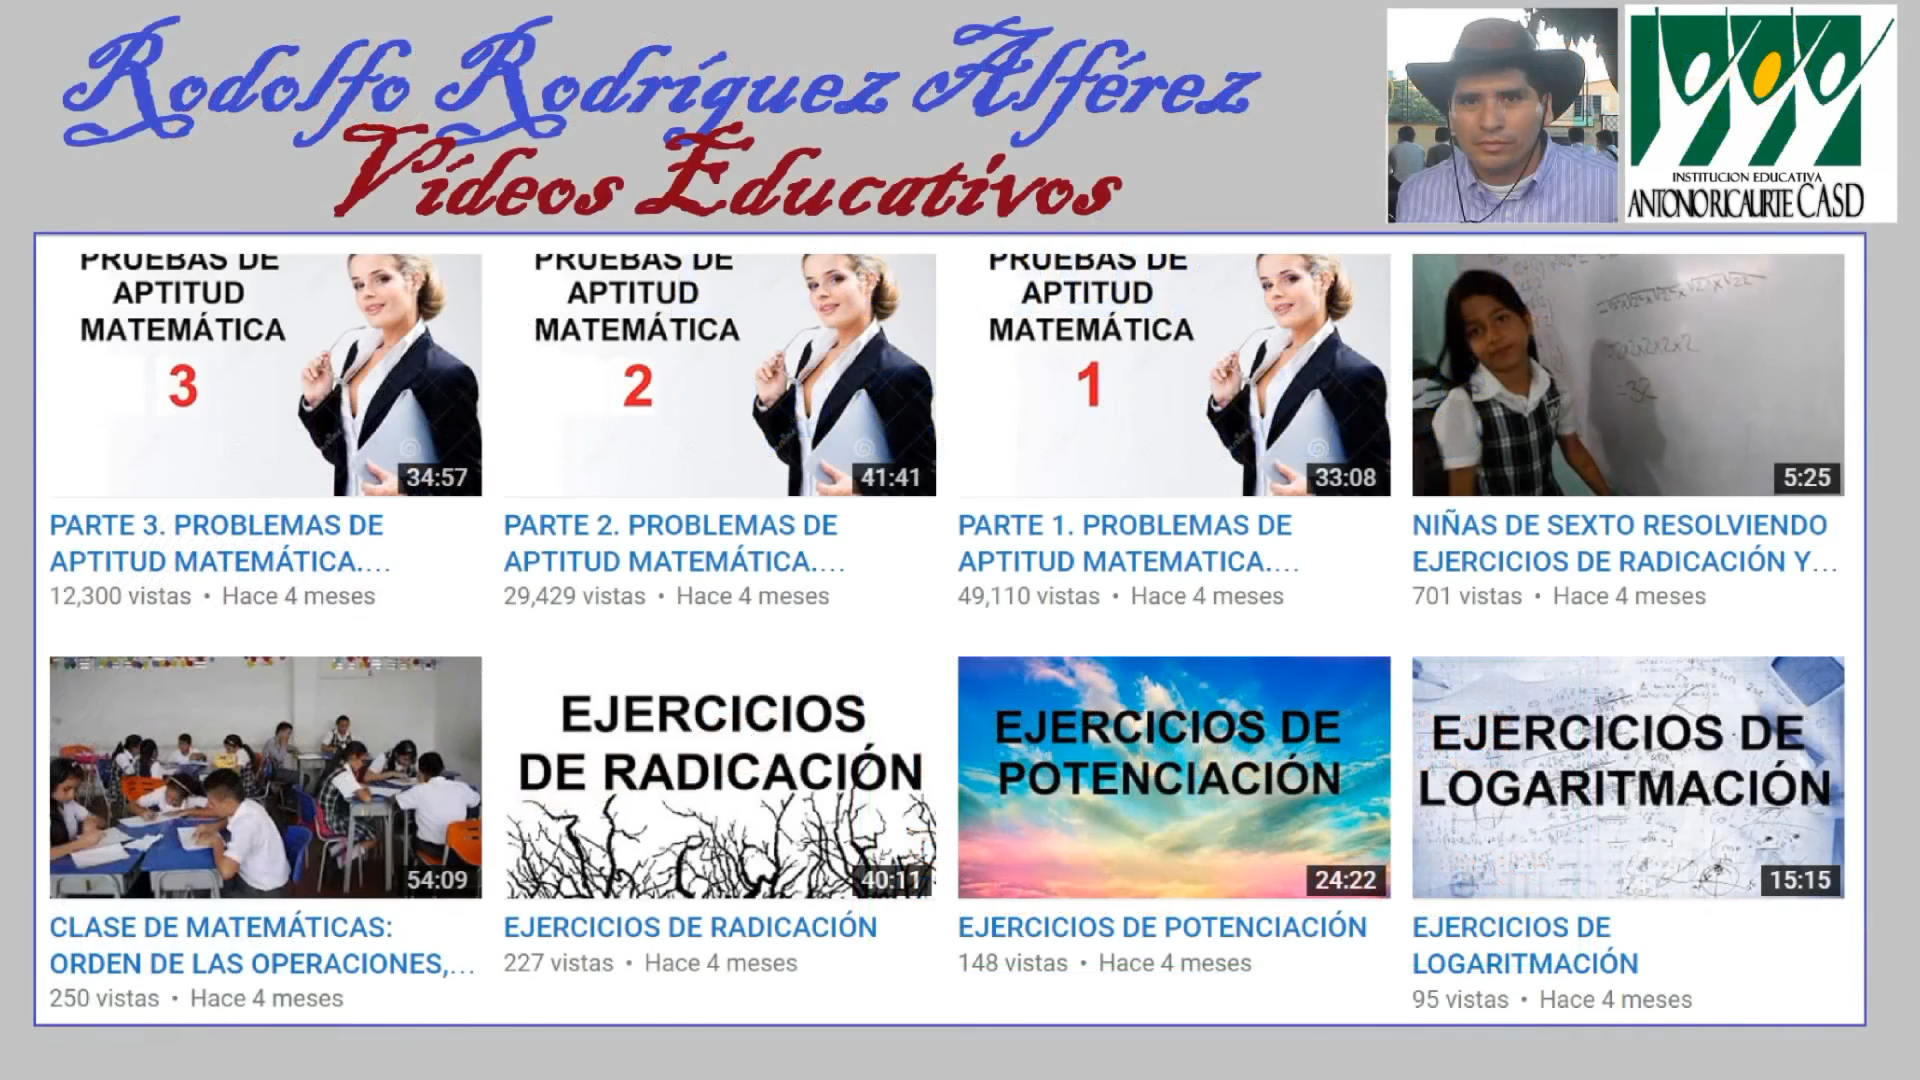 Rodolfo Rodríguez Alférez
Vídeos Educativos
INSTITUCION EDUCATIVA
ANTONIO RICAURTE CASD
PRUEBAS DE
APTITUD
MATEMÁTICA
3
34:57
PARTE 3. PROBLEMAS DE
APTITUD MATEMÁTICA....
12,300 vistas • Hace 4 meses
PRUEBAS DE
APTITUD
MATEMÁTICA
2
41:41
PARTE 2. PROBLEMAS DE
APTITUD MATEMÁTICA....
29,429 vistas • Hace 4 meses
PRUEBAS DE
APTITUD
MATEMÁTICA
1
33:08
PARTE 1. PROBLEMAS DE
APTITUD MATEMATICA....
49,110 vistas • Hace 4 meses
5:25
NIÑAS DE SEXTO RESOLVIENDO
EJERCICIOS DE RADICACIÓN Y...
701 vistas • Hace 4 meses
54:09
CLASE DE MATEMÁTICAS:
ORDEN DE LAS OPERACIONES,...
250 vistas • Hace 4 meses
EJERCICIOS
DE RADICACIÓN
40:11
EJERCICIOS DE RADICACIÓN
227 vistas • Hace 4 meses
EJERCICIOS DE
POTENCIACIÓN
24:22
EJERCICIOS DE POTENCIACIÓN
148 vistas • Hace 4 meses
EJERCICIOS DE
LOGARITMACIÓN
15:15
EJERCICIOS DE
LOGARITMACIÓN
95 vistas • Hace 4 meses